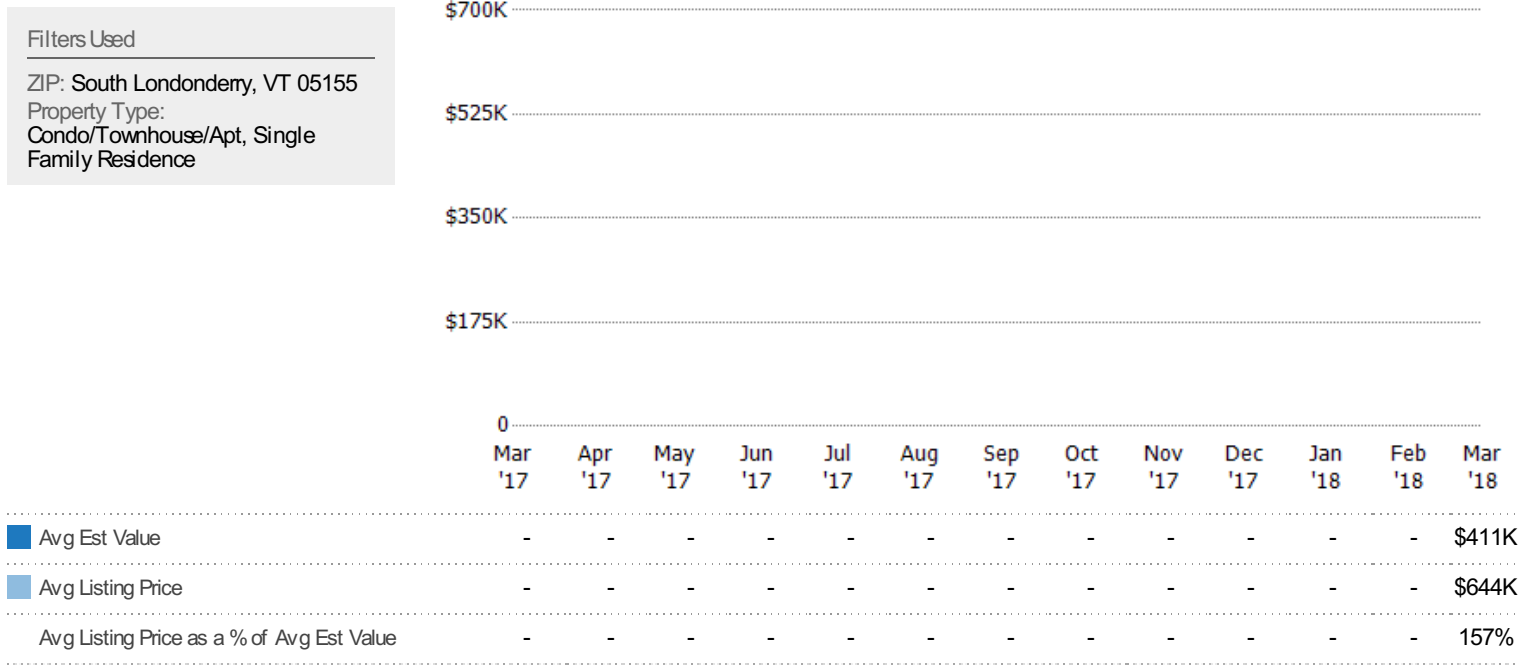 Filters Used
ZIP: South Londonderry, VT 05155
Property Type:
Condo/Townhouse/Apt, Single
Family Residence
$700K
$525K
$350K
$175K
0
Mar Apr May Jun Jul Aug Sep Oct Nov Dec Jan Feb Mar
'17 '17 '17 '17 '17 '17 '17 '17 '17 '17 '18 '18 '18
Avg Est Value - - - - - - - - - - - - $411K
Avg Listing Price - - - - - - - - - - - - $644K
Avg Listing Price as a % of Avg Est Value - - - - - - - - - - - - 157%